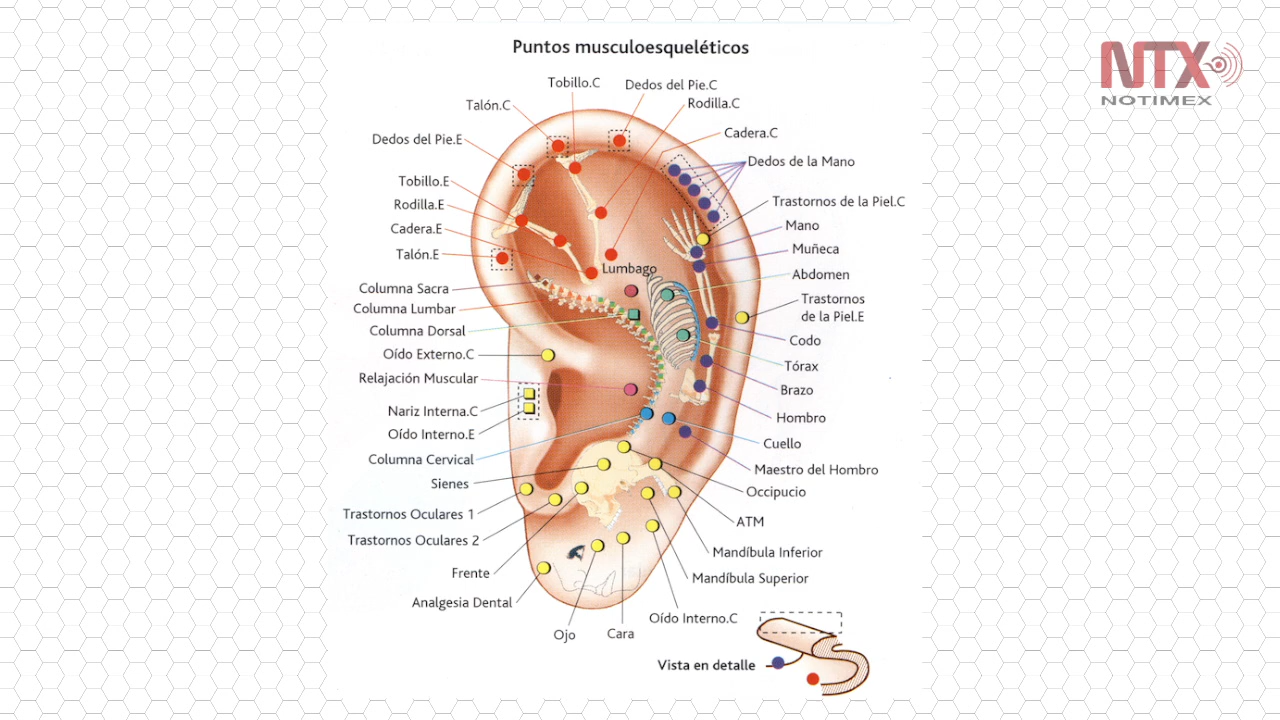 Puntos musculoesqueléticos
NTX
NOTIMEX
Tobillo.C
Dedos del Pie.C
Talón.C
Rodilla.C
Dedos del Pie.E
Cadera.C
Dedos de la Mano
Tobillo.E
Trastornos de la Piel.C
Rodilla.E
Mano
Cadera.E
Muñeca
Talón.E
Lumbago
Abdomen
Columna Sacra
Trastornos
de la Piel.E
Columna Lumbar
Columna Dorsal
Codo
Oído Externo.C
Tórax
Relajación Muscular
Brazo
Nariz Interna.C
Hombro
Oído Interno.E
Cuello
Columna Cervical
Maestro del Hombro
Sienes
Occipucio
Trastornos Oculares 1
ATM
Trastornos Oculares 2
Mandíbula Inferior
Frente
Mandíbula Superior
Analgesia Dental
Oído Interno.C
Ojo
Cara
Vista en detalle